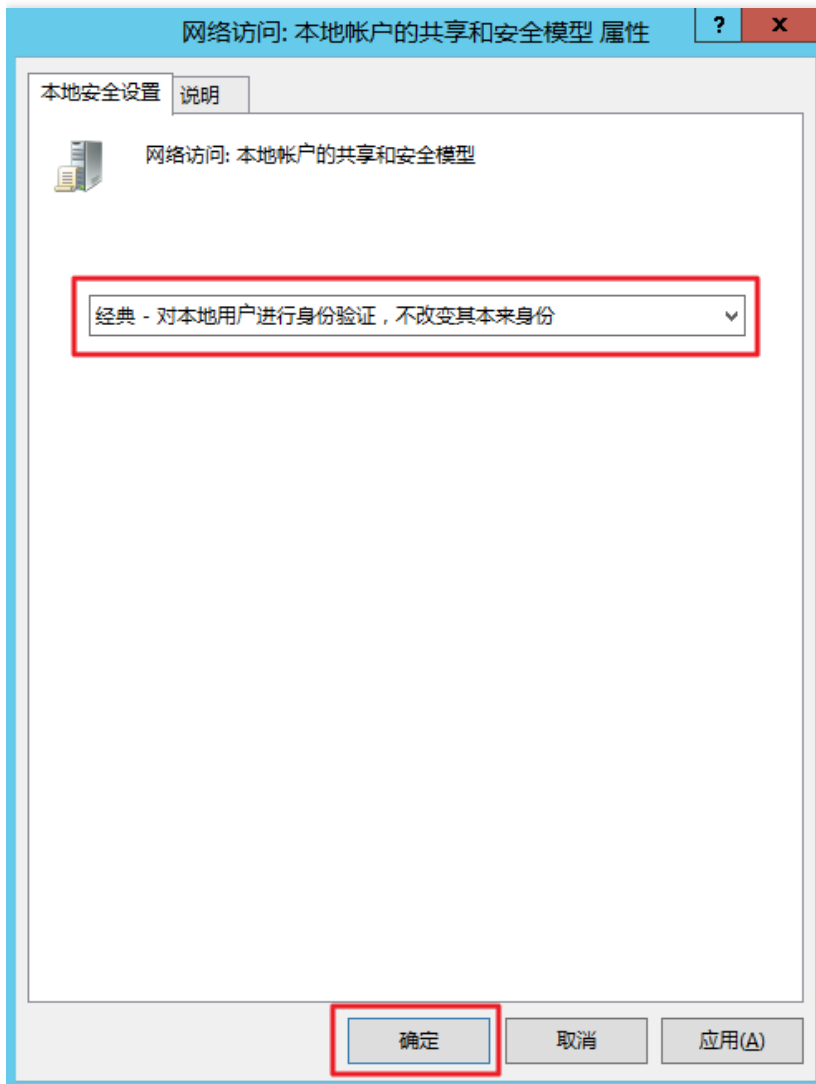 网络访问: 本地帐户的共享和安全模型 属性
?
x
本地安全设置
说明
网络访问: 本地帐户的共享和安全模型
经典 - 对本地用户进行身份验证，不改变其本来身份
确定
取消
应用(A)